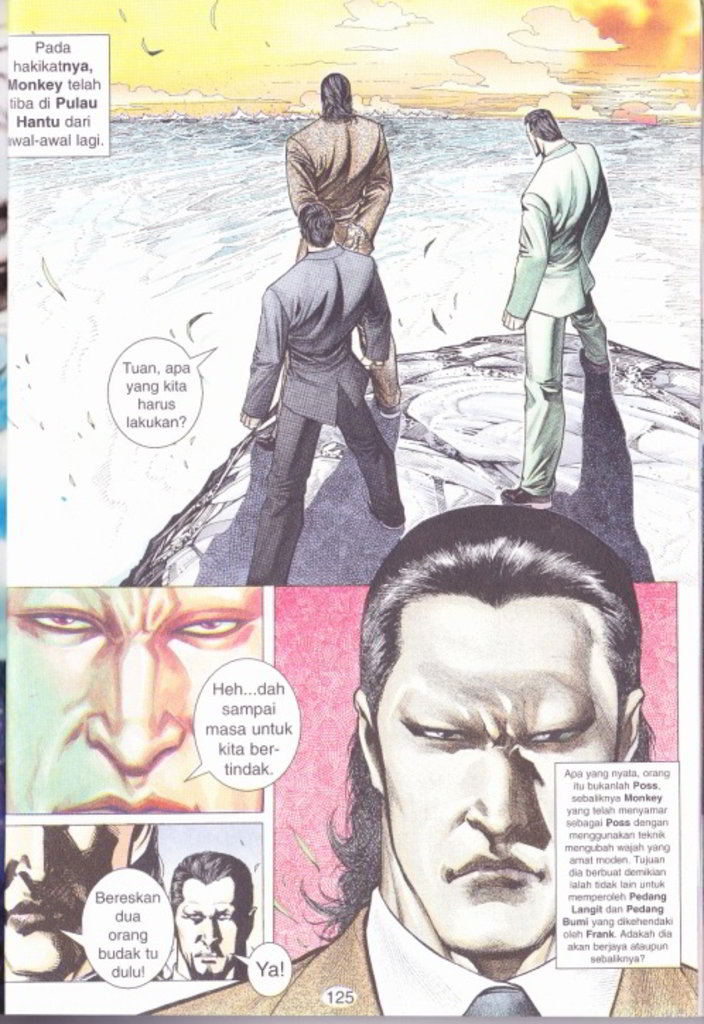 Pada
hakikatnya,
Monkey telah
tiba di Pulau
Hantu dari
awal-awal lagi.
Tuan, apa
yang kita
harus
lakukan?
Heh...dah
sampai
masa untuk
kita ber-
tindak.
Apa yang nyata, orang
itu bukanlah Poss,
sebaliknya Monkey
yang telah menyamar
sebagai Poss dengan
menggunakan teknik
mengubah wajah yang
amat moden. Tujuan
dia berbuat demikian
ialah tidak lain untuk
memperoleh Pedang
Langit dan Pedang
Bumi yang dikehendaki
oleh Frank. Adakah dia
akan berjaya ataupun
sebaliknya?
Bereskan
dua
orang
budak tu
dulu!
Ya!
125